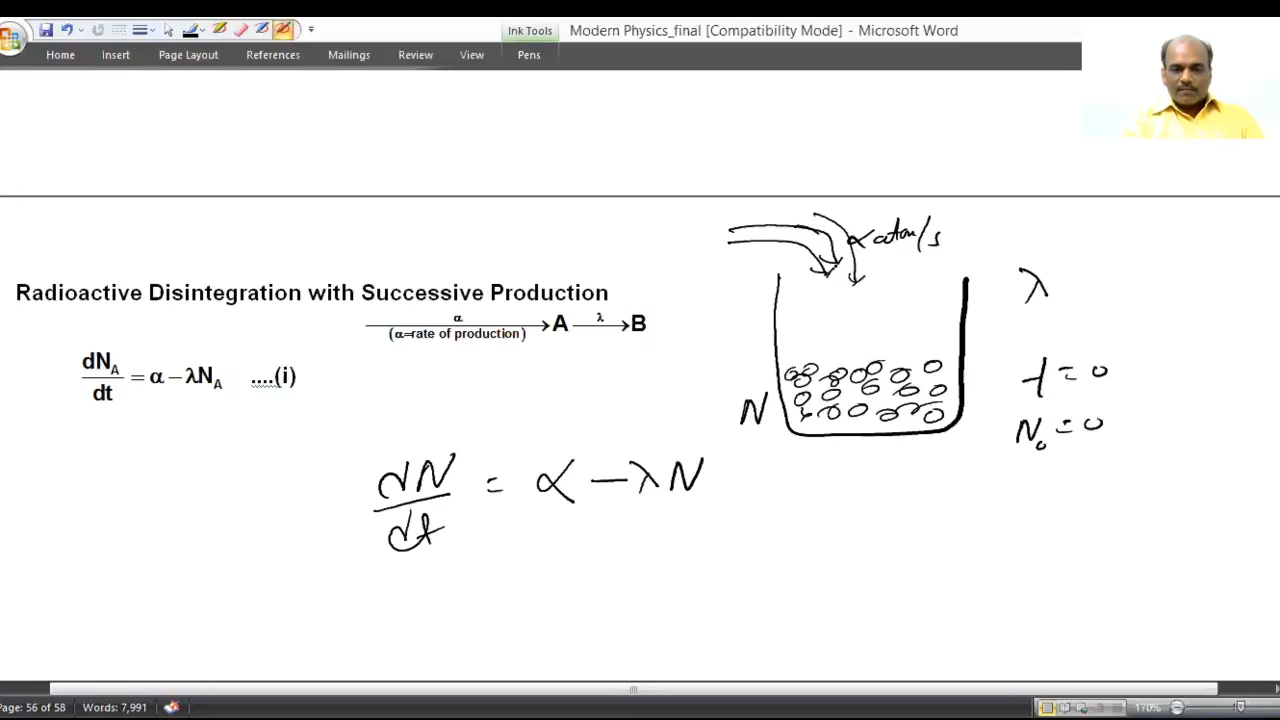 Ink Tools
Modern Physics_final [Compatibility Mode] - Microsoft Word
Home Insert Page Layout References Mailings Review View Pens
α atom/s
λ
Radioactive Disintegration with Successive Production
α
(α=rate of production) A λ B
dN_A/dt = α − λN_A ....(i)
t = 0
N
N₀ = 0
dN/dt = α − λN
Page: 56 of 58 Words: 7,991 170%